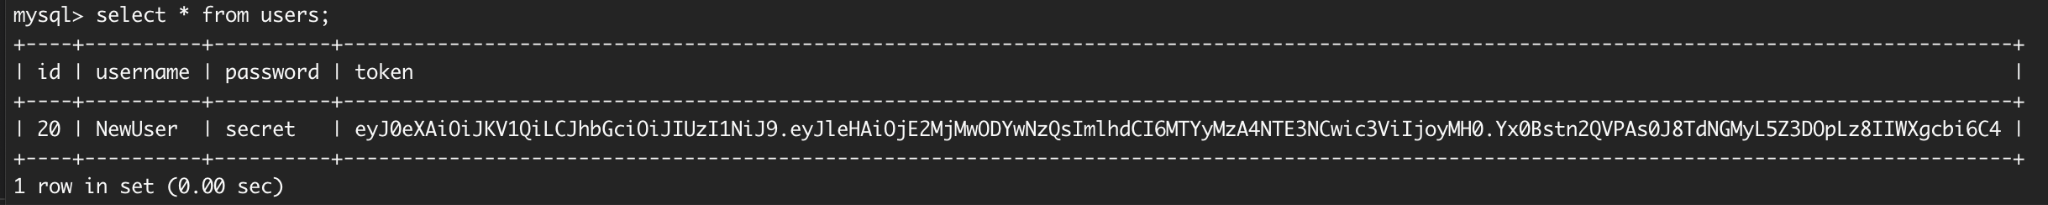 mysql> select * from users;
+----+----------+----------+----------------------------------------------------------------------------------------------------------------------------------------------+
| id | username | password | token                                                                                                                                        |
+----+----------+----------+----------------------------------------------------------------------------------------------------------------------------------------------+
| 20 | NewUser  | secret   | eyJ0eXAiOiJKV1QiLCJhbGciOiJIUzI1NiJ9.eyJleHAiOjE2MjMwODYwNzQsImlhdCI6MTYyMzA4NTE3NCwic3ViIjoyMH0.Yx0Bstn2QVPAs0J8TdNGMyL5Z3DOpLz8IIWXgcbi6C4 |
+----+----------+----------+----------------------------------------------------------------------------------------------------------------------------------------------+
1 row in set (0.00 sec)